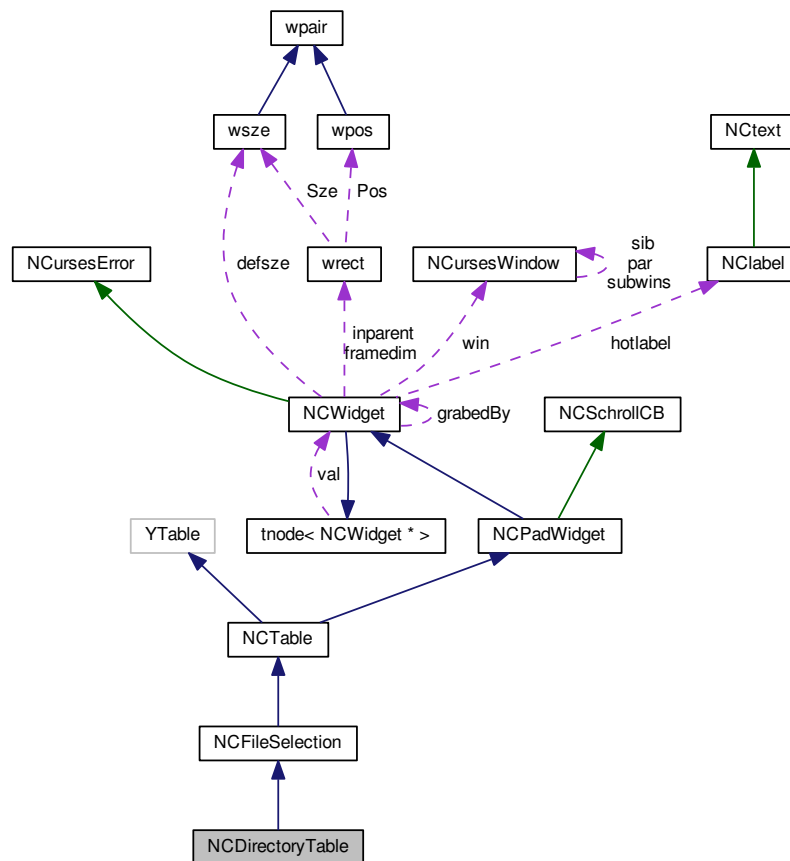 wpair
wsze
wpos
NCtext
Sze
Pos
NCursesError
defsze
wrect
NCursesWindow
sib
par
subwins
NClabel
inparent
framedim
win
hotlabel
NCWidget
grabedBy
NCSchrollCB
val
YTable
tnode< NCWidget * >
NCPadWidget
NCTable
NCFileSelection
NCDirectoryTable